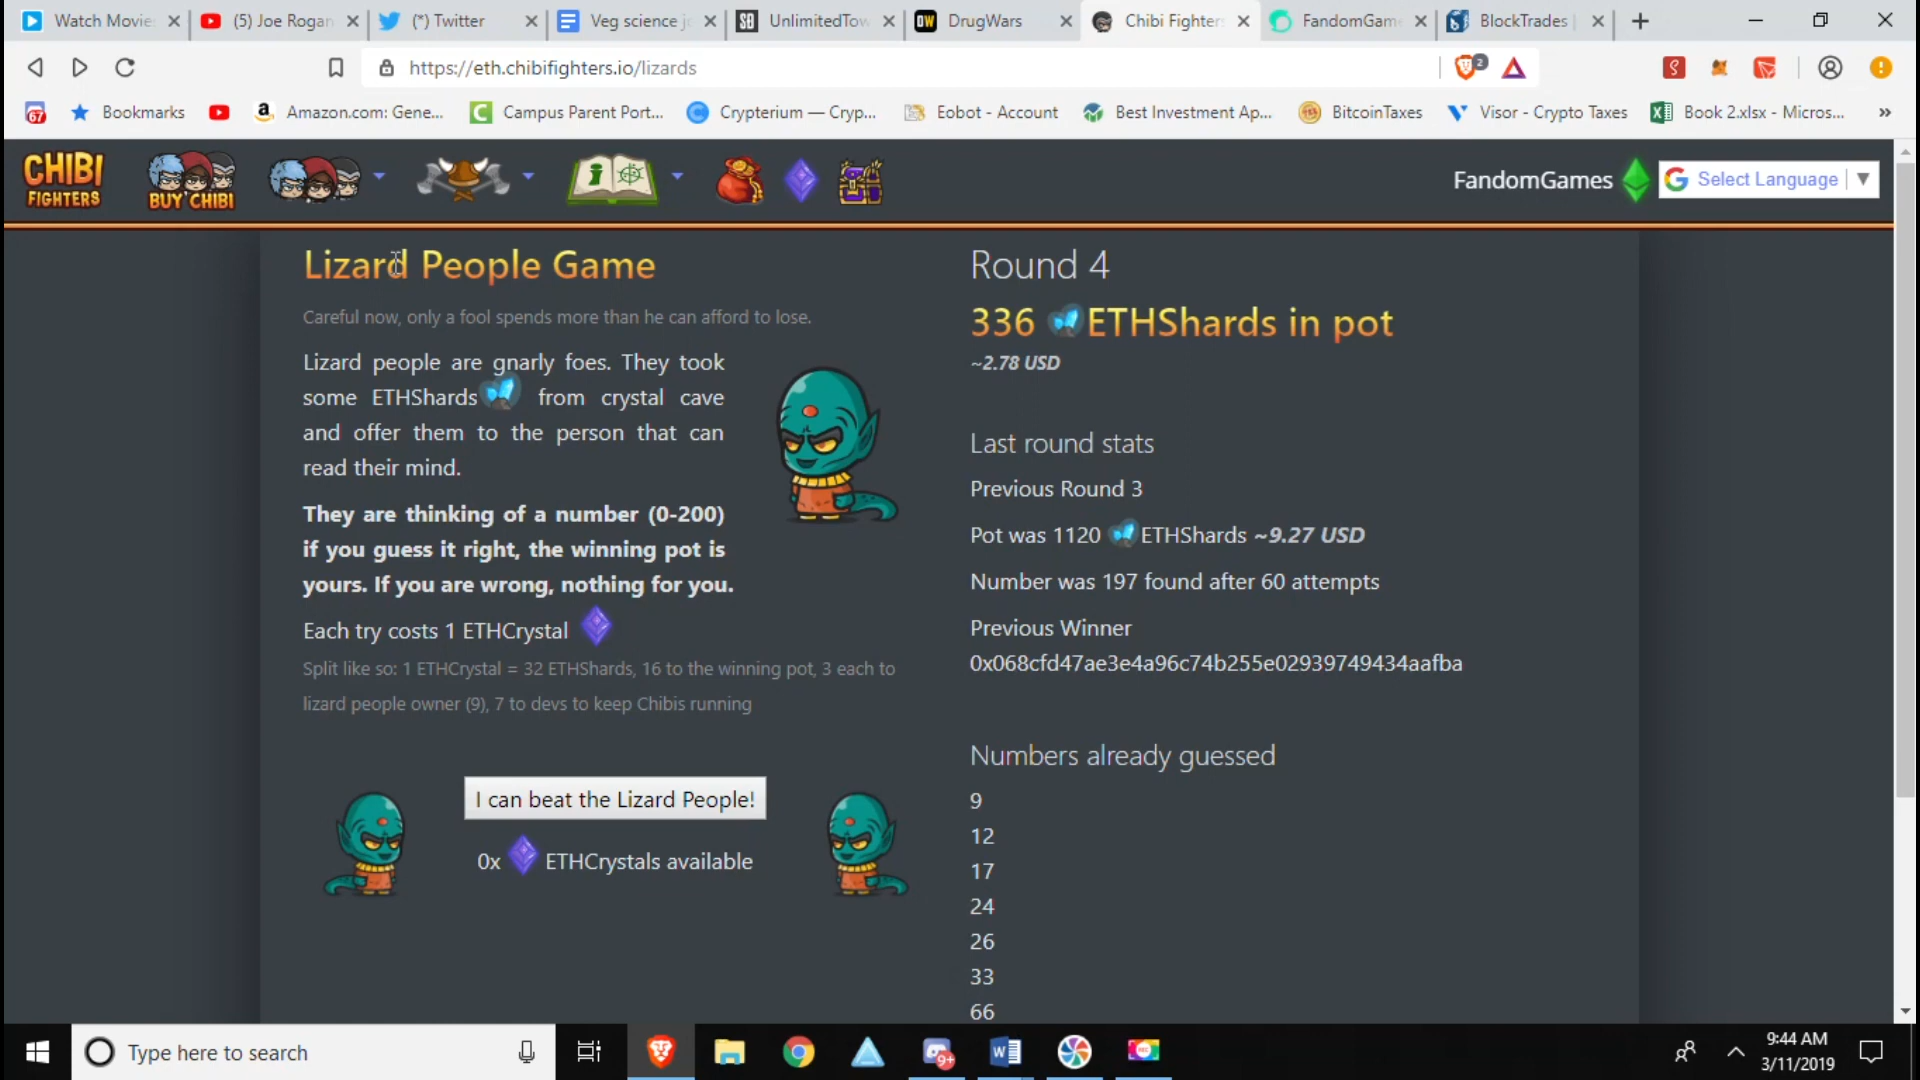 Watch Movie
(5) Joe Rogan
(*) Twitter
Veg science j
UnlimitedTow
DrugWars
Chibi Fighter
FandomGam
BlockTrades |
https://eth.chibifighters.io/lizards
2
67
Bookmarks
Amazon.com: Gene...
Campus Parent Port...
Crypterium — Cryp...
Eobot - Account
Best Investment Ap...
BitcoinTaxes
Visor - Crypto Taxes
Book 2.xlsx - Micros...
»
CHIBI
FIGHTERS
BUY CHIBI
FandomGames
Select Language
Lizard People Game
Careful now, only a fool spends more than he can afford to lose.
Lizard people are gnarly foes. They took
some ETHShards from crystal cave
and offer them to the person that can
read their mind.
They are thinking of a number (0-200)
if you guess it right, the winning pot is
yours. If you are wrong, nothing for you.
Each try costs 1 ETHCrystal
Split like so: 1 ETHCrystal = 32 ETHShards, 16 to the winning pot, 3 each to
lizard people owner (9), 7 to devs to keep Chibis running
I can beat the Lizard People!
0x ETHCrystals available
Round 4
336 ETHShards in pot
~2.78 USD
Last round stats
Previous Round 3
Pot was 1120 ETHShards ~9.27 USD
Number was 197 found after 60 attempts
Previous Winner
0x068cfd47ae3e4a96c74b255e02939749434aafba
Numbers already guessed
9
12
17
24
26
33
66
Type here to search
9+
9:44 AM
3/11/2019